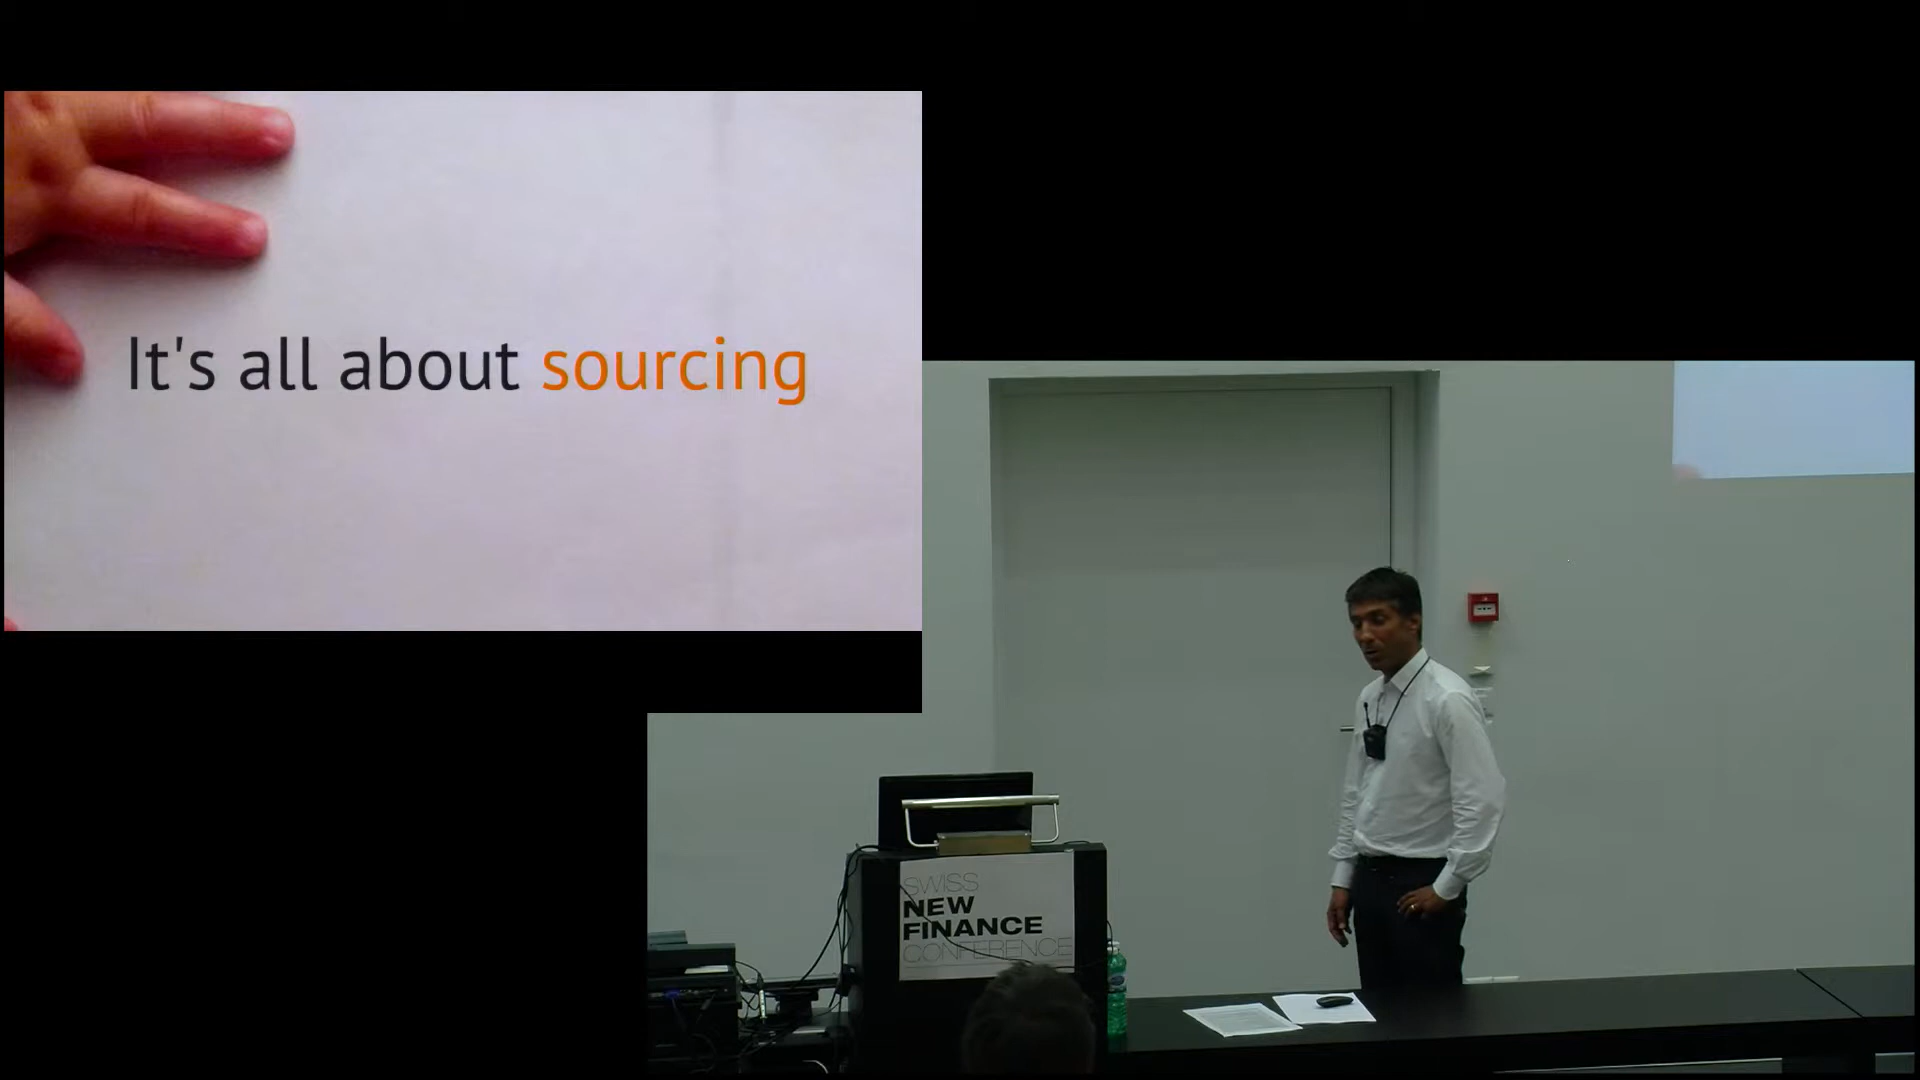 It's all about sourcing
SWISS
NEW
FINANCE
CONFERENCE